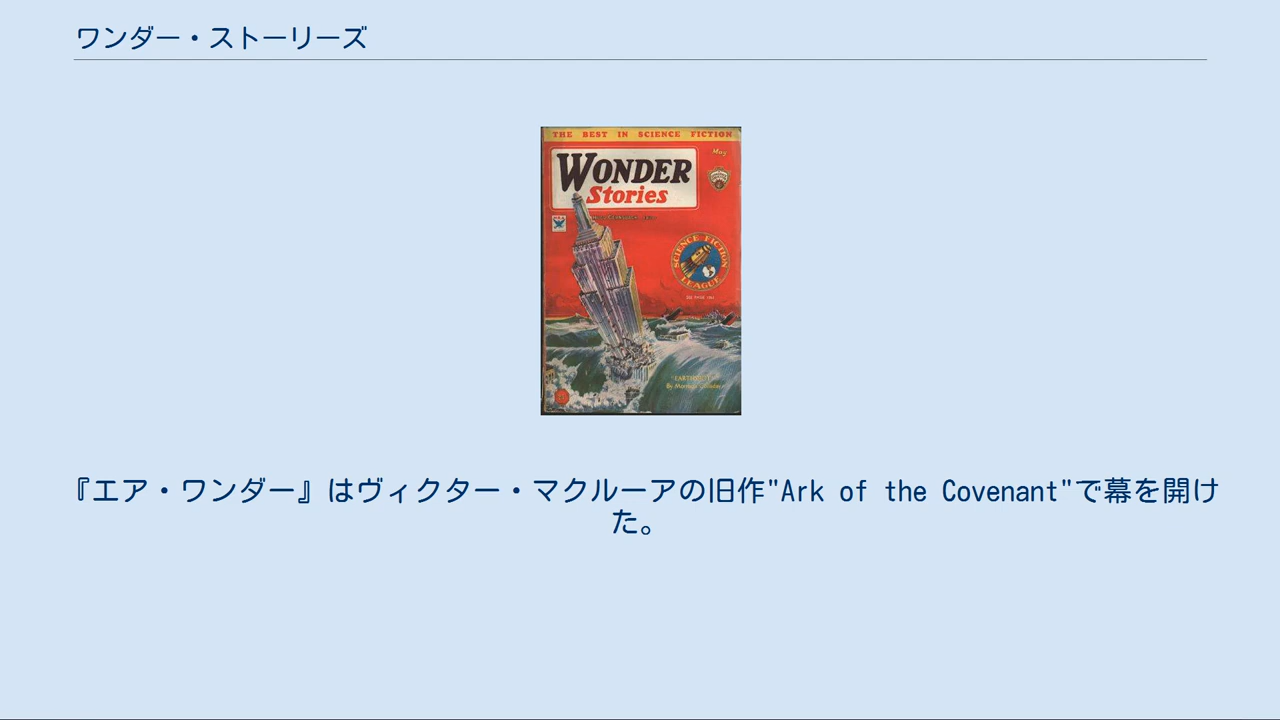 ワンダー・ストーリーズ
THE BEST IN SCIENCE FICTION
May
WONDER
Stories
SCIENCE FICTION
LEAGUE
『エア・ワンダー』はヴィクター・マクルーアの旧作"Ark of the Covenant"で幕を開け
た。